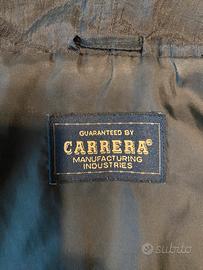 GUARANTEED BY
CARRERA®
MANUFACTURING
INDUSTRIES
subito